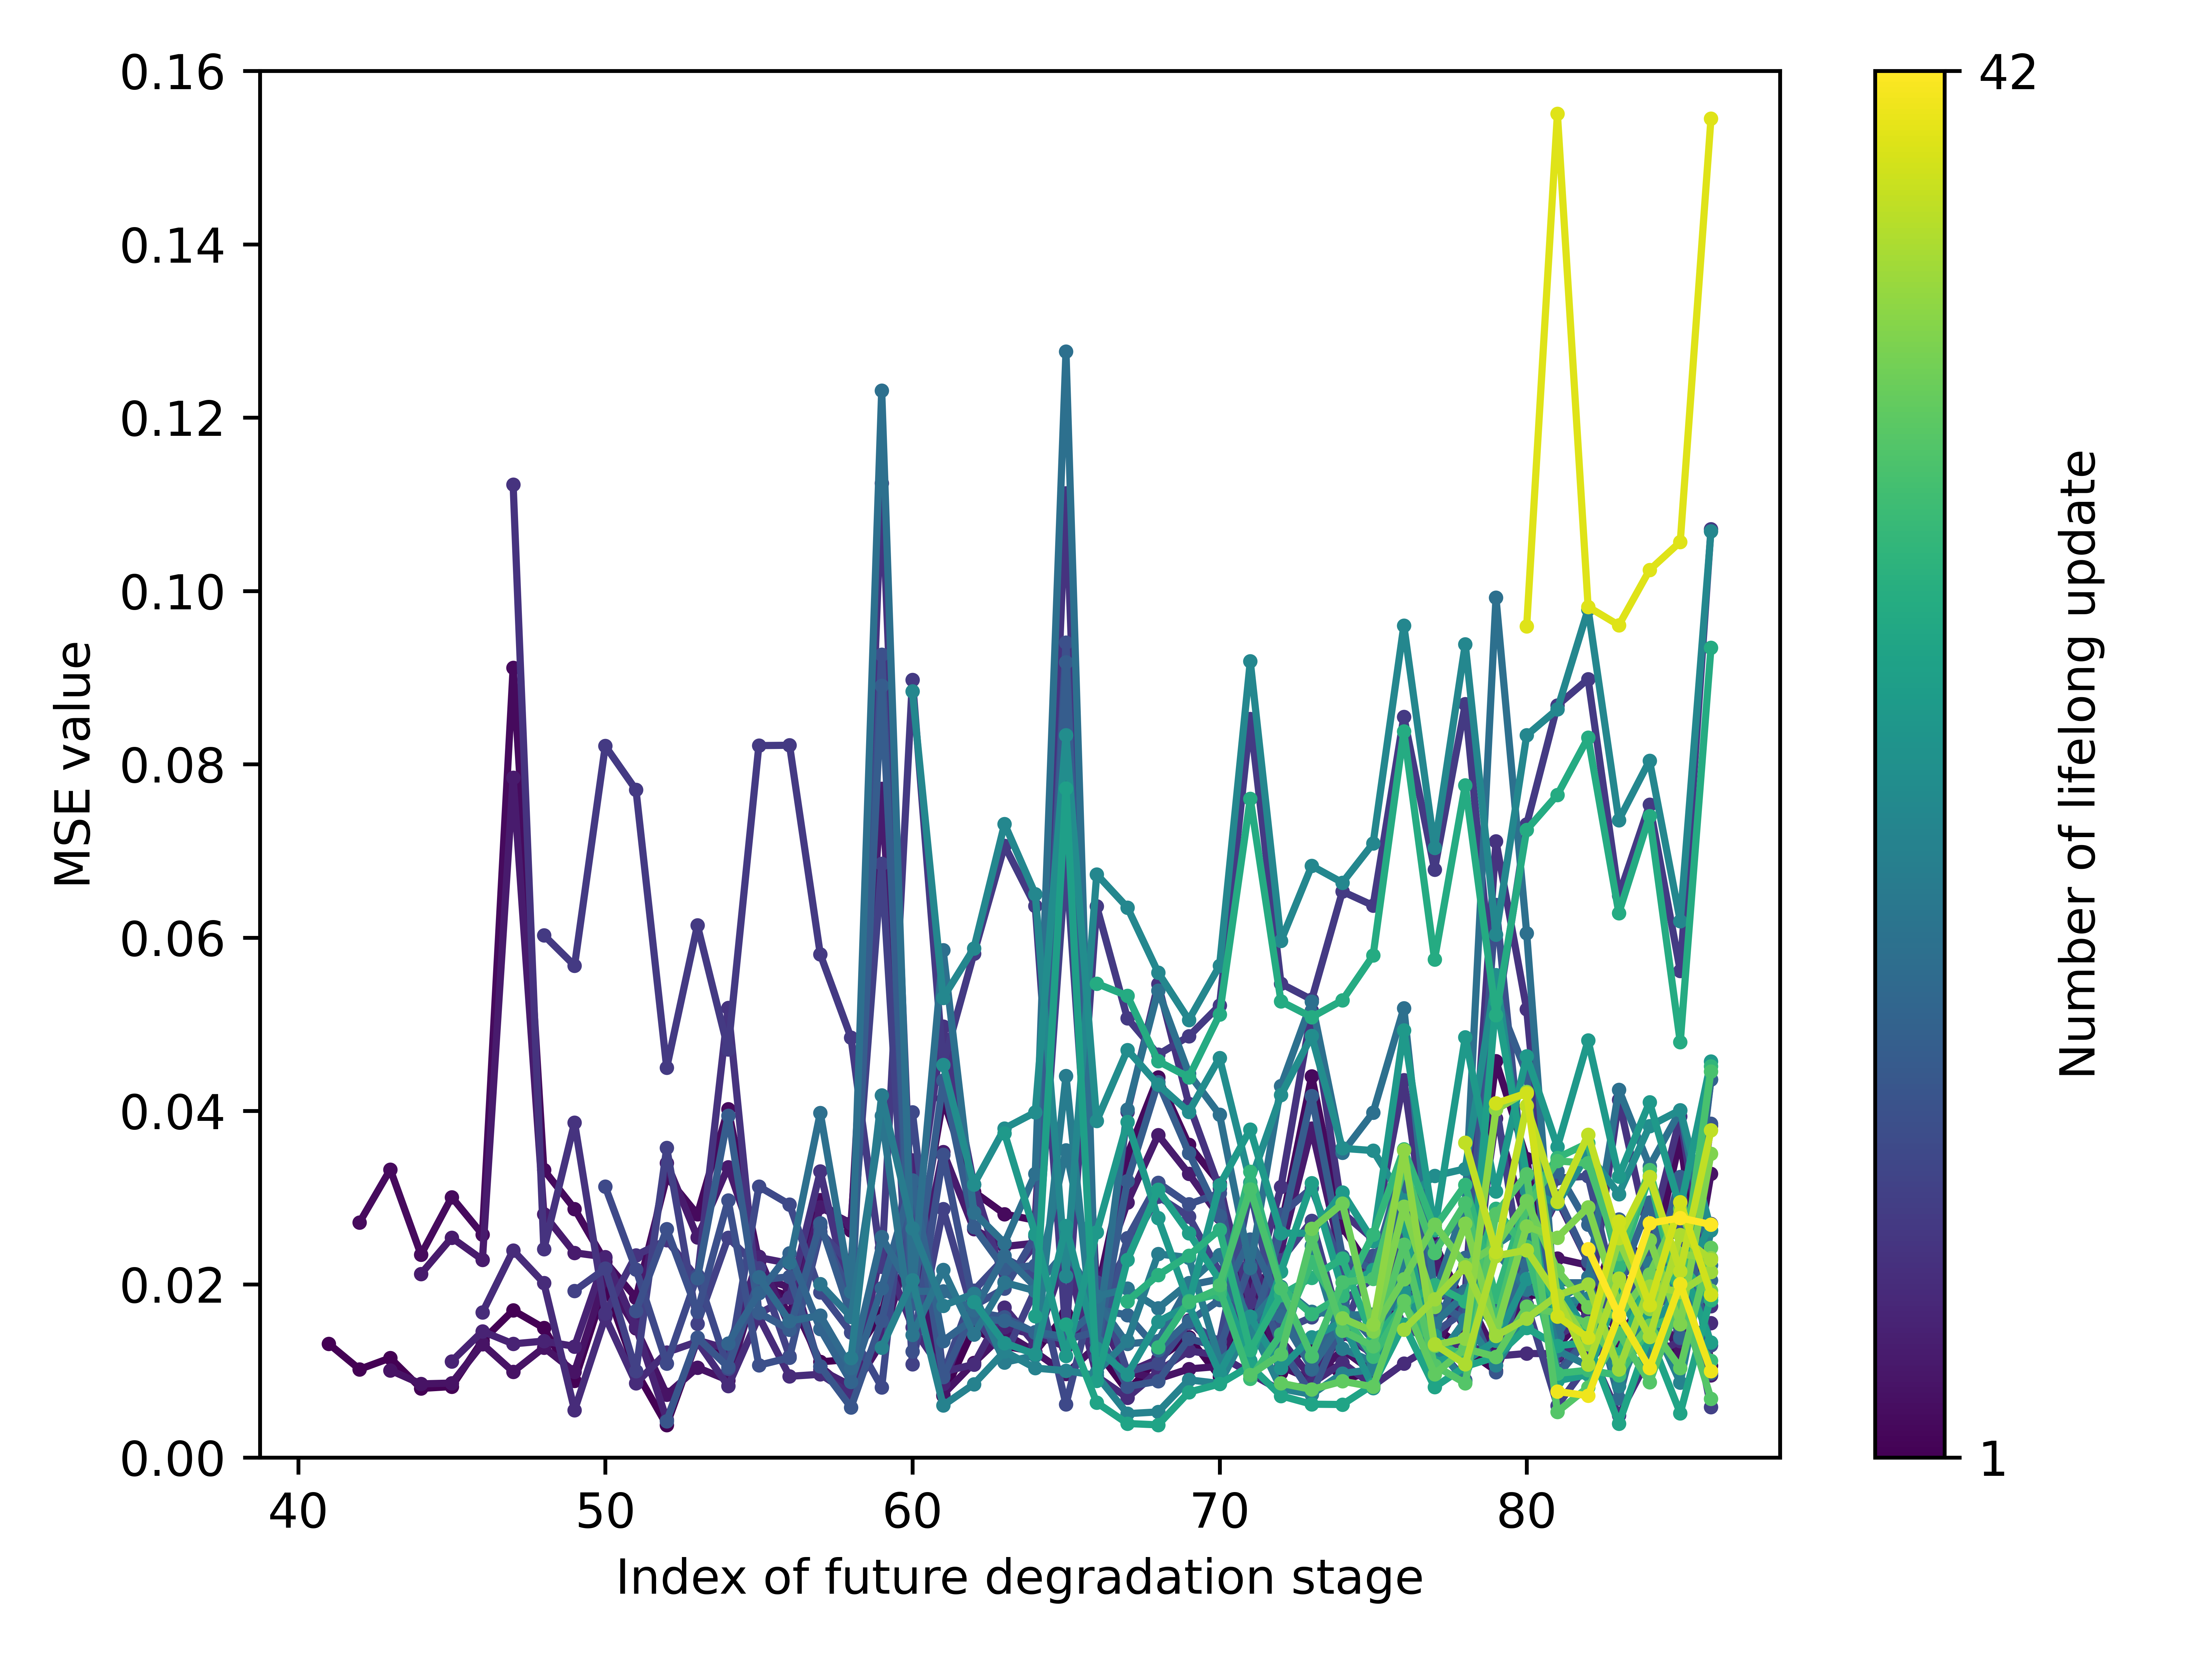 0.16
0.14
0.12
0.10
0.08
0.06
0.04
0.02
0.00
MSE value
40 50 60 70 80
Index of future degradation stage
42
1
Number of lifelong update